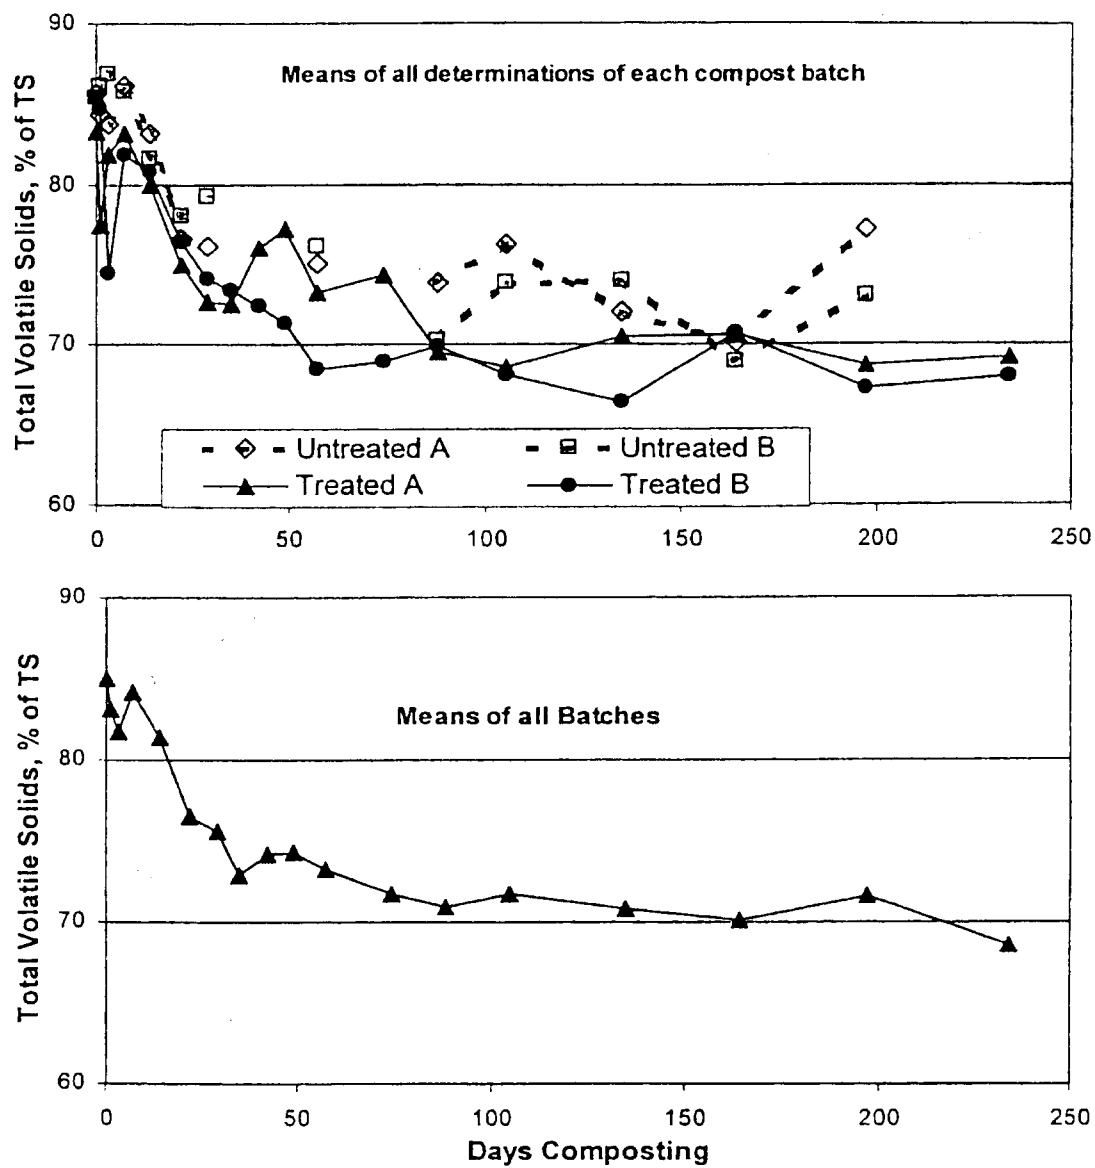 90
80
70
60
Total Volatile Solids, % of TS
Means of all determinations of each compost batch
Untreated A Untreated B
Treated A Treated B
0 50 100 150 200 250
90
80
70
60
Total Volatile Solids, % of TS
Means of all Batches
0 50 100 150 200 250
Days Composting